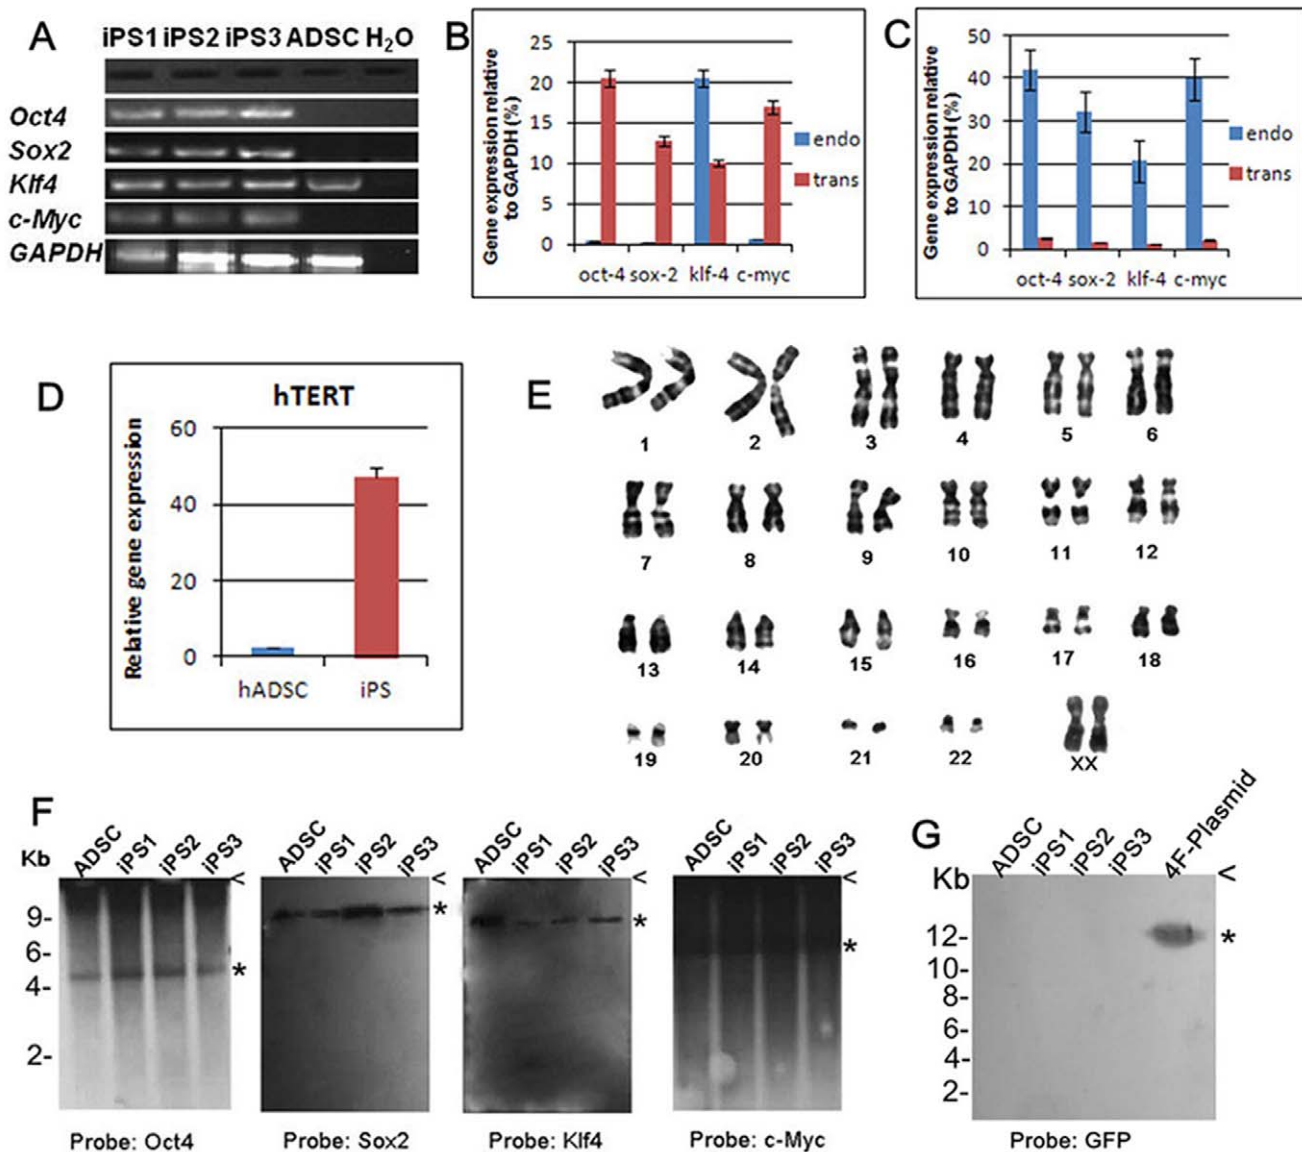 A
iPS1 iPS2 iPS3 ADSC H₂O
Oct4
Sox2
Klf4
c-Myc
GAPDH
B
Gene expression relative
to GAPDH (%)
25
20
15
10
5
0
oct-4 sox-2 klf-4 c-myc
endo
trans
C
Gene expression relative
to GAPDH (%)
50
40
30
20
10
0
oct-4 sox-2 klf-4 c-myc
endo
trans
D
hTERT
Relative gene expression
60
40
20
0
hADSC iPS
E
1 2 3 4 5 6
7 8 9 10 11 12
13 14 15 16 17 18
19 20 21 22 XX
F
Kb
ADSC iPS1 iPS2 iPS3 <
9-
6-
4-
2-
*
Probe: Oct4
ADSC iPS1 iPS2 iPS3 <
*
Probe: Sox2
ADSC iPS1 iPS2 iPS3 <
*
Probe: Klf4
ADSC iPS1 iPS2 iPS3 <
*
Probe: c-Myc
G
Kb
ADSC iPS1 iPS2 iPS3 4F-Plasmid <
12-
10-
8-
6-
4-
2-
*
Probe: GFP